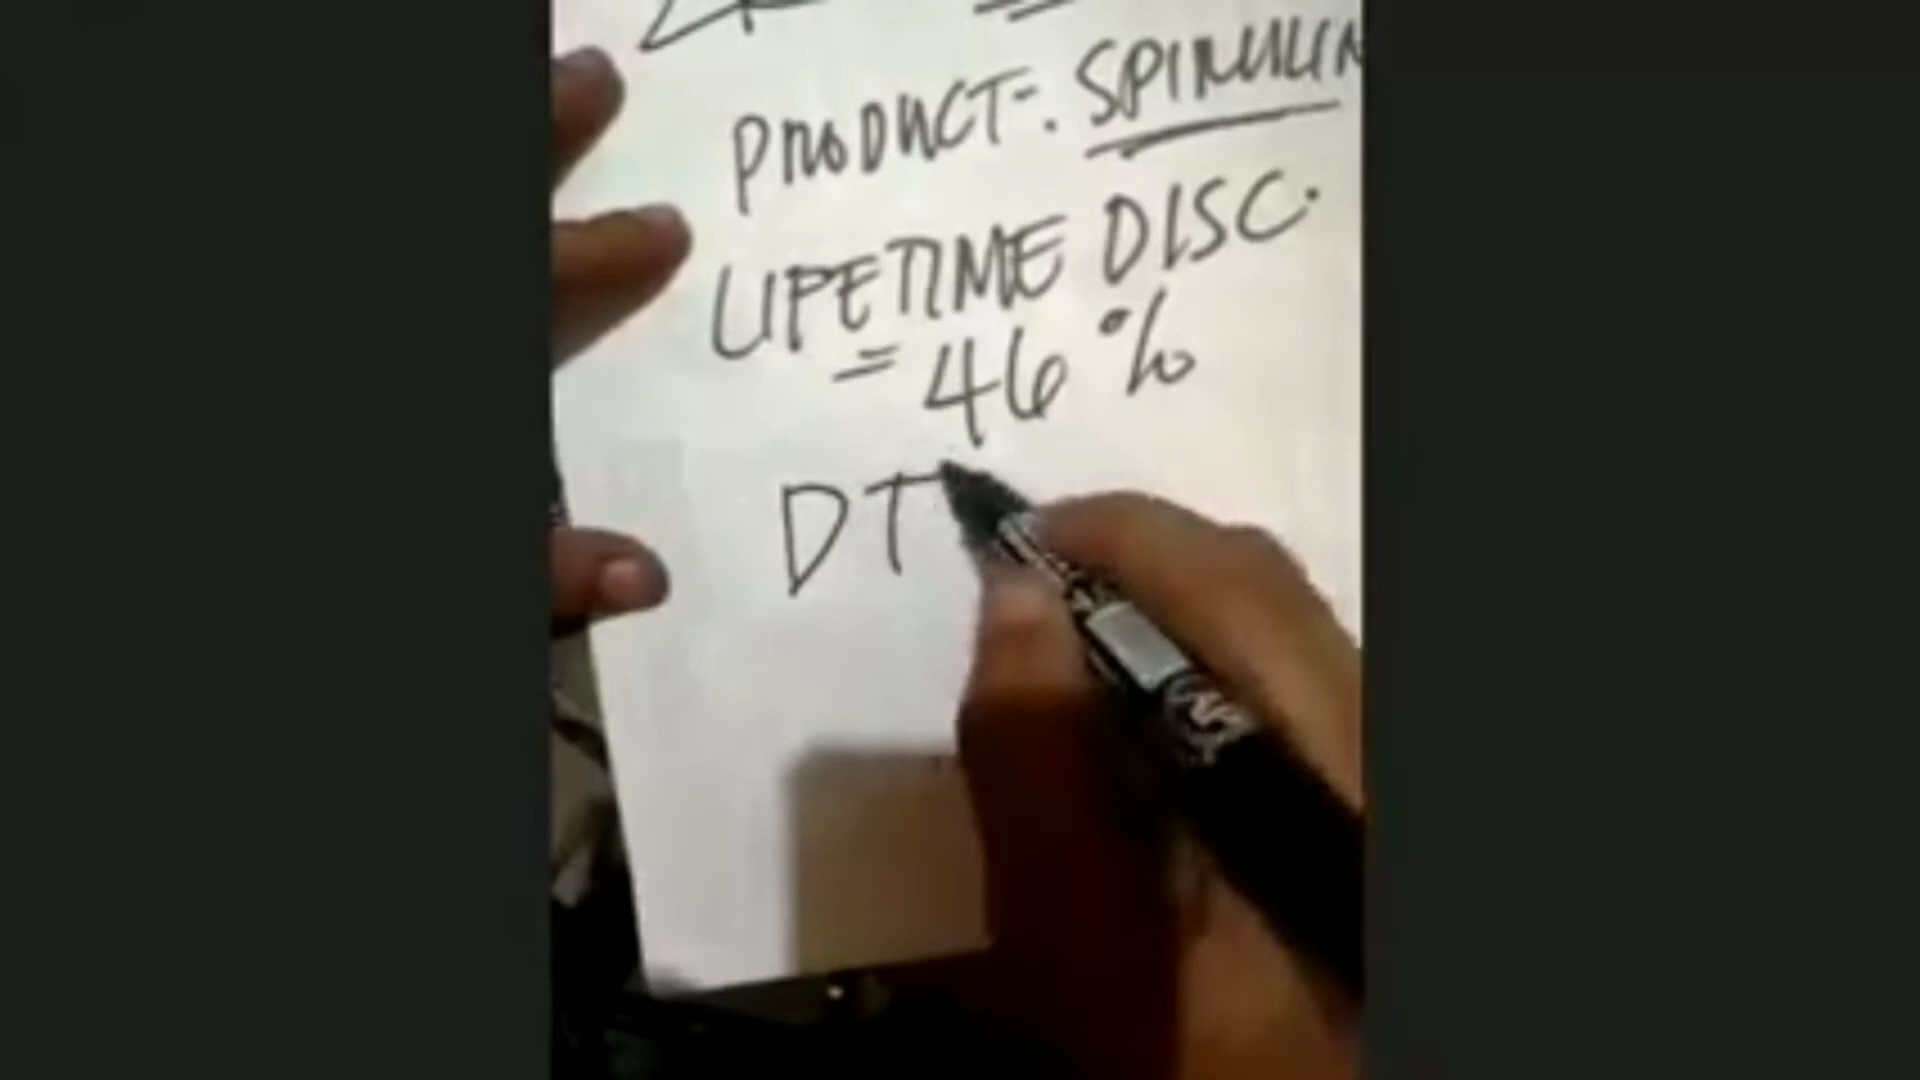 PRODUCT-: SPIRULIN
LIFETIME DISC.
= 46 %
DT